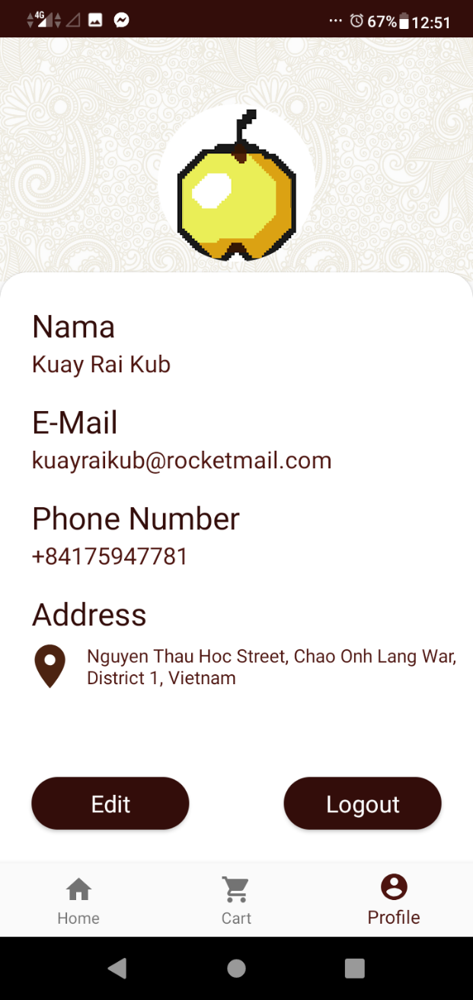 4G
67%
12:51
Nama
Kuay Rai Kub
E-Mail
kuayraikub@rocketmail.com
Phone Number
+84175947781
Address
Nguyen Thau Hoc Street, Chao Onh Lang War,
District 1, Vietnam
Edit
Logout
Home
Cart
Profile